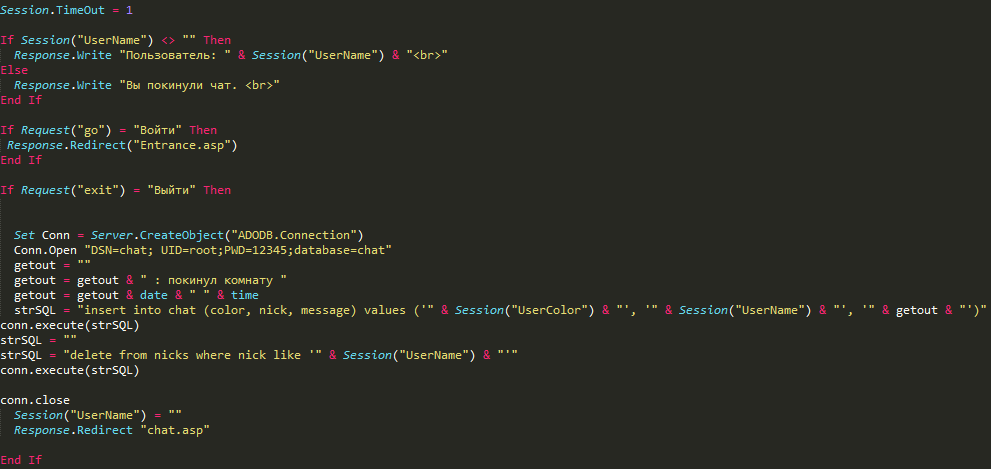 Session.TimeOut = 1
If Session("UserName") <> "" Then
Response.Write "Пользователь: " & Session("UserName") & "<br>"
Else
Response.Write "Вы покинули чат. <br>"
End If
If Request("go") = "Войти" Then
Response.Redirect("Entrance.asp")
End If
If Request("exit") = "Выйти" Then
Set Conn = Server.CreateObject("ADODB.Connection")
Conn.Open "DSN=chat; UID=root;PWD=12345;database=chat"
getout = ""
getout = getout & " : покинул комнату "
getout = getout & date & " " & time
strSQL = "insert into chat (color, nick, message) values ('" & Session("UserColor") & "', '" & Session("UserName") & "', '" & getout & "')"
conn.execute(strSQL)
strSQL = ""
strSQL = "delete from nicks where nick like '" & Session("UserName") & "'"
conn.execute(strSQL)
conn.close
Session("UserName") = ""
Response.Redirect "chat.asp"
End If